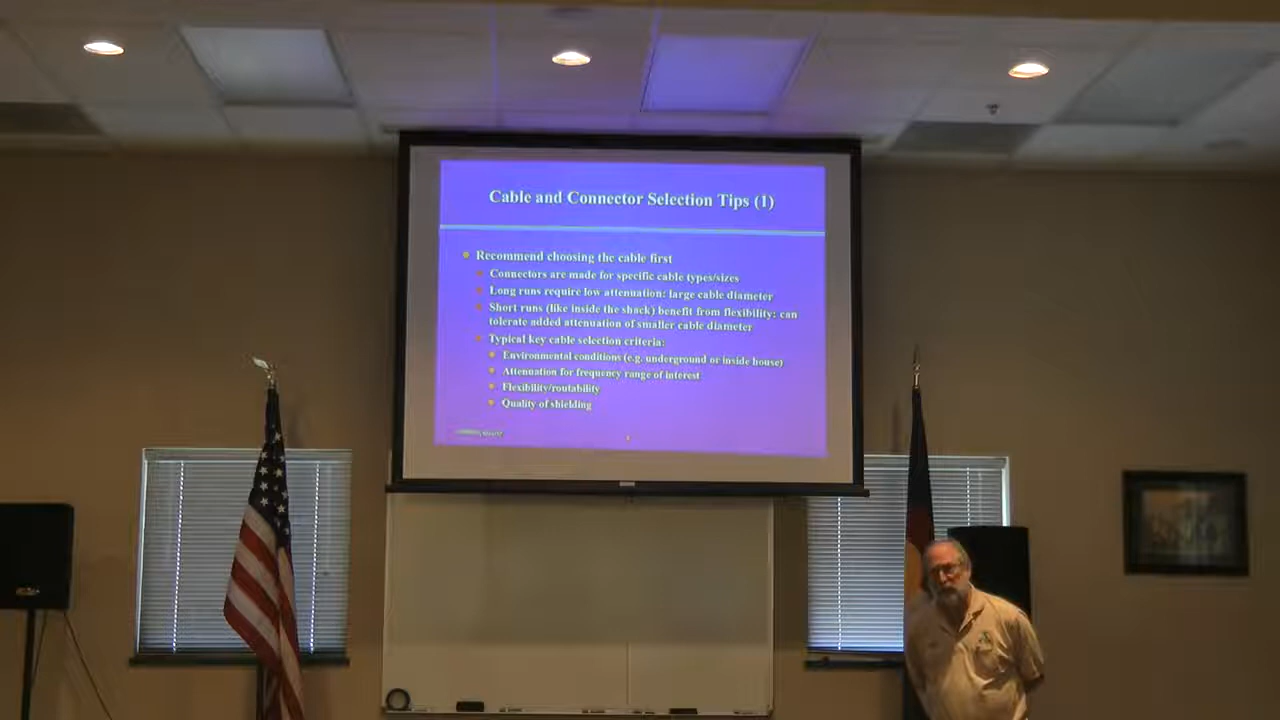 Cable and Connector Selection Tips (1)
Recommend choosing the cable first
Connectors are made for specific cable types/sizes
Long runs require low attenuation: large cable diameter
Short runs (like inside the shack) benefit from flexibility: can
tolerate added attenuation of smaller cable diameter
Typical key cable selection criteria:
Environmental conditions (e.g. underground or inside house)
Attenuation for frequency range of interest
Flexibility/routability
Quality of shielding